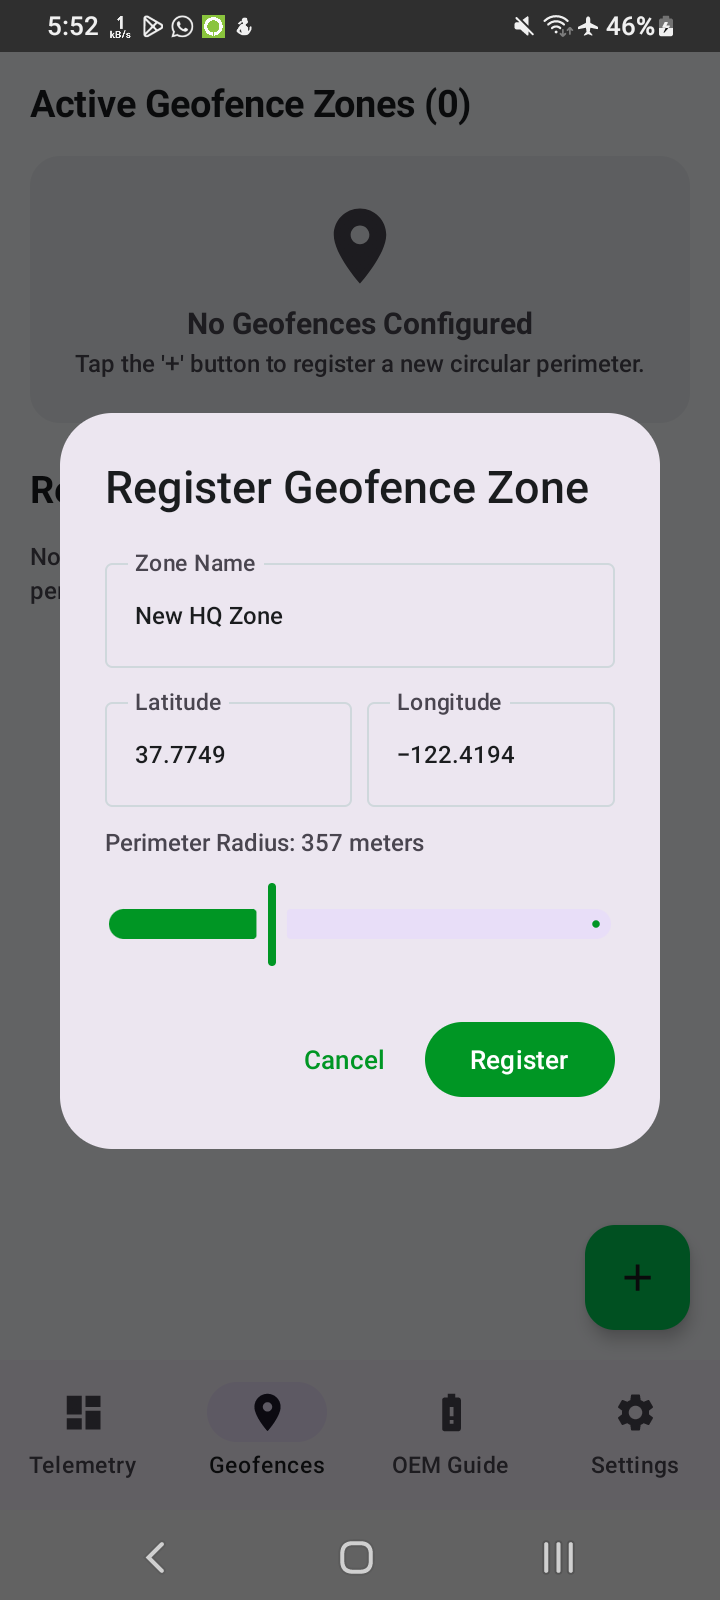 5:52 1 kB/s 46%
Active Geofence Zones (0)
No Geofences Configured
Tap the '+' button to register a new circular perimeter.
Register Geofence Zone
Zone Name
New HQ Zone
Latitude Longitude
37.7749 −122.4194
Perimeter Radius: 357 meters
Cancel Register
+
Telemetry Geofences OEM Guide Settings